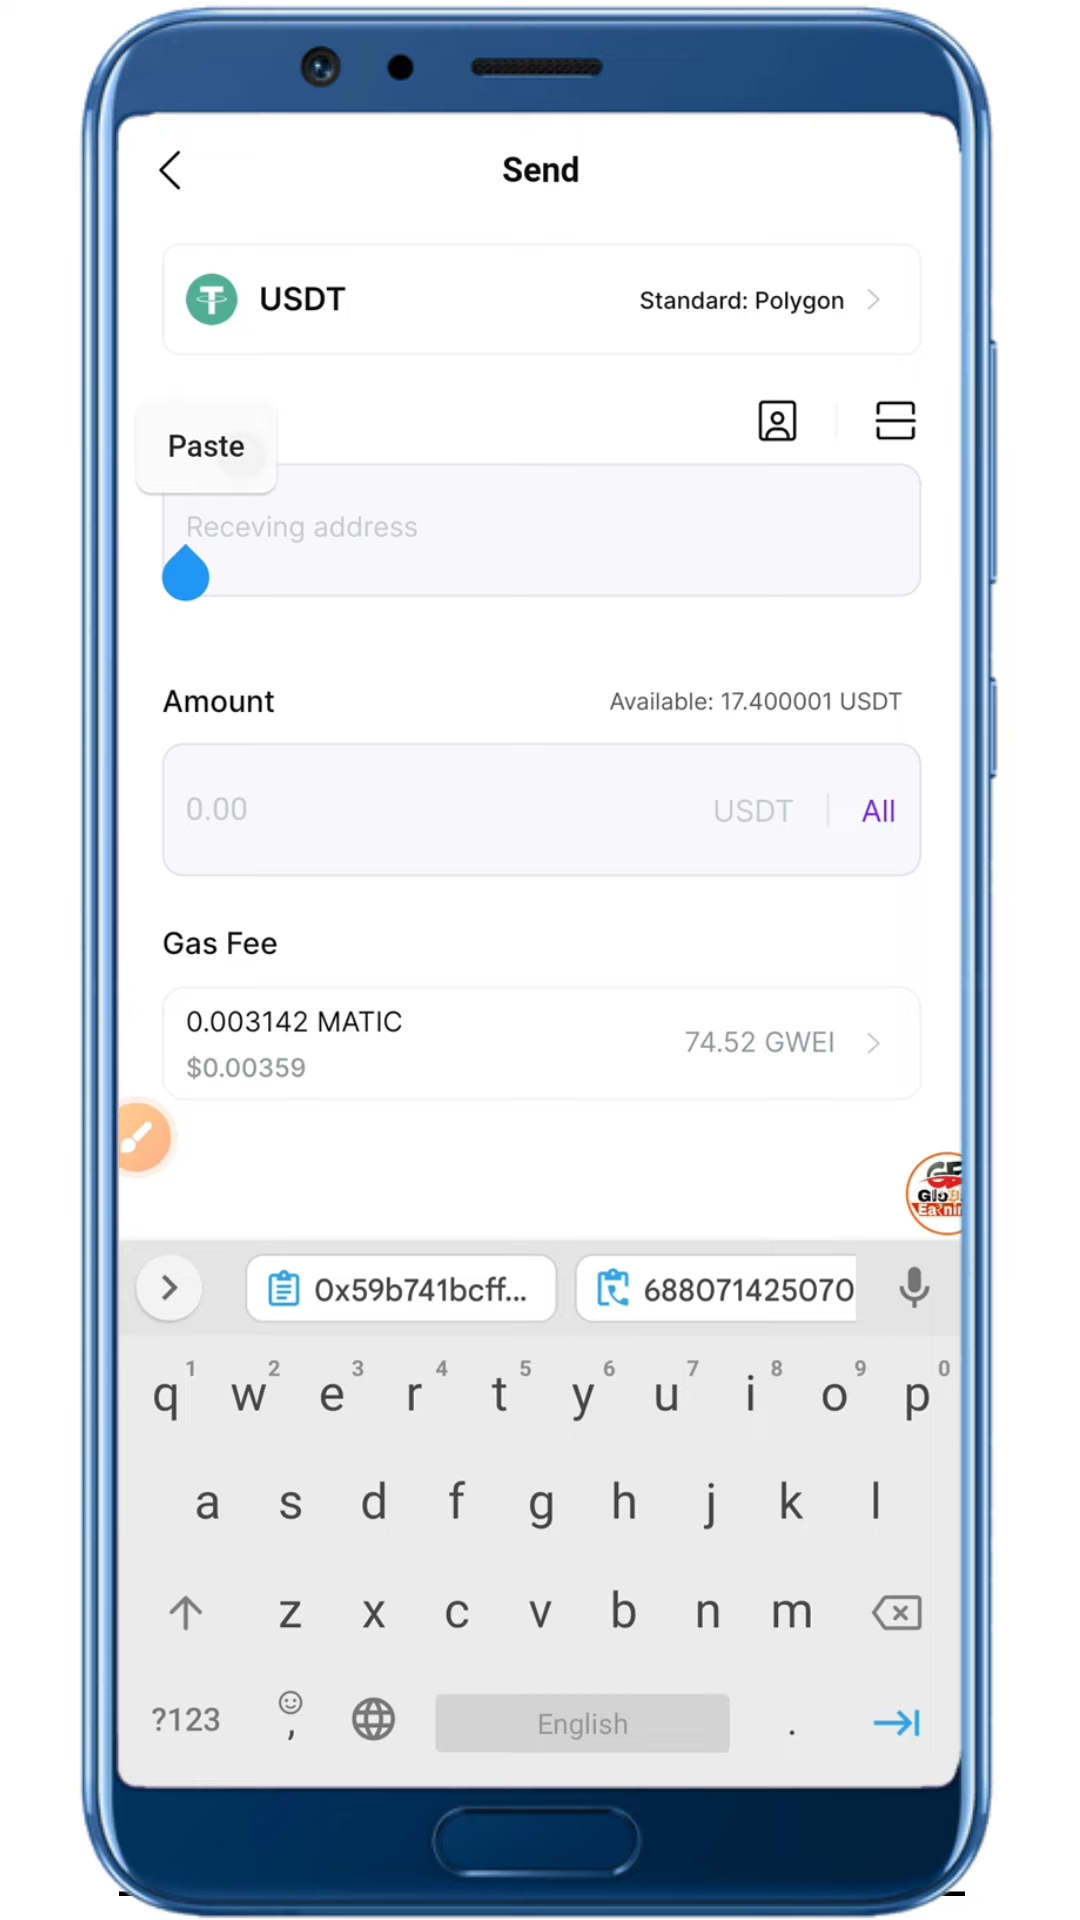 Send
USDT
Standard: Polygon
Paste
Receving address
Amount
Available: 17.400001 USDT
0.00
USDT
All
Gas Fee
0.003142 MATIC
$0.00359
74.52 GWEI
0x59b741bcff...
688071425070
1 2 3 4 5 6 7 8 9 0
q w e r t y u i o p
a s d f g h j k l
z x c v b n m
?123 , English .